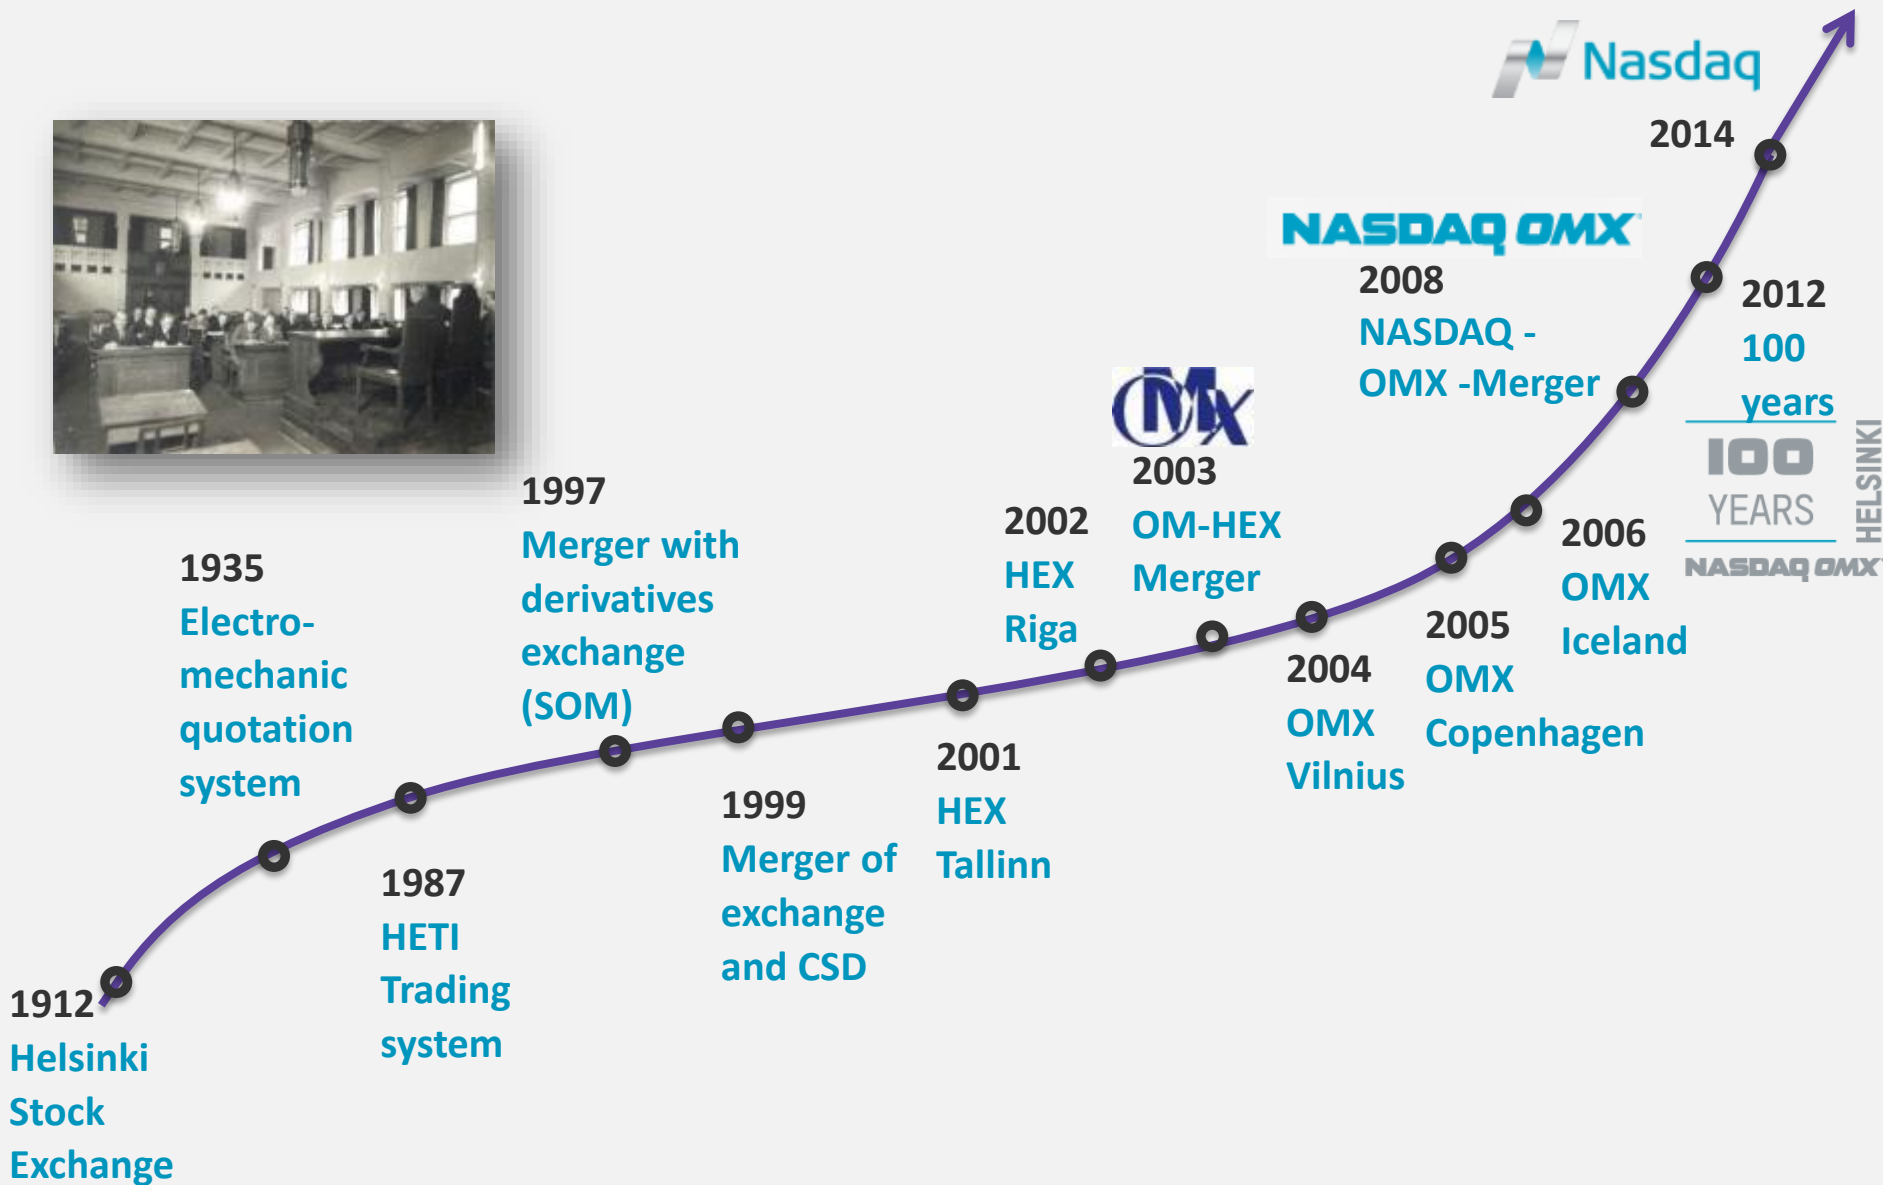 1912
Helsinki
Stock
Exchange
1935
Electro-
mechanic
quotation
system
1987
HETI
Trading
system
1997
Merger with
derivatives
exchange
(SOM)
1999
Merger of
exchange
and CSD
2001
HEX
Tallinn
2002
HEX
Riga
OMX
2003
OM-HEX
Merger
2004
OMX
Vilnius
2005
OMX
Copenhagen
2006
OMX
Iceland
NASDAQ OMX
2008
NASDAQ -
OMX -Merger
2012
100
years
100
YEARS
HELSINKI
NASDAQ OMX
Nasdaq
2014